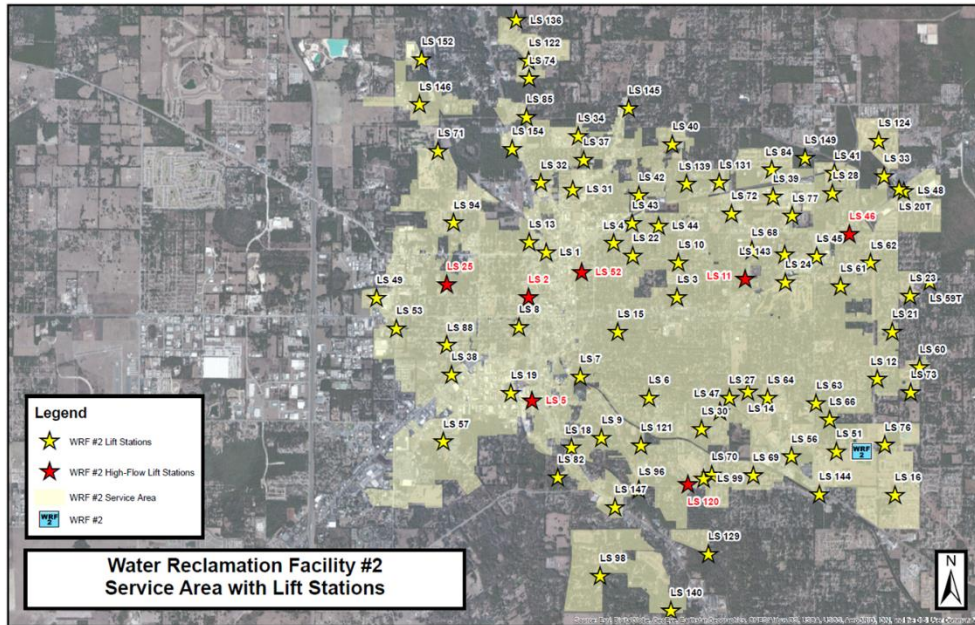 LS 136
LS 152
LS 122
LS 74
LS 146
LS 145
LS 85
LS 34
LS 154
LS 37
LS 40
LS 149
LS 124
LS 71
LS 84
LS 41
LS 33
LS 32
LS 139
LS 131
LS 39
LS 28
LS 31
LS 42
LS 48
LS 20T
LS 72
LS 77
LS 94
LS 43
LS 46
LS 13
LS 4
LS 44
LS 22
LS 68
LS 45
LS 1
LS 10
LS 143
LS 62
LS 24
LS 25
LS 52
LS 11
LS 61
LS 23
LS 2
LS 3
LS 49
LS 59T
LS 8
LS 53
LS 15
LS 21
LS 88
LS 38
LS 7
LS 60
LS 12
LS 73
LS 19
LS 6
LS 47
LS 27
LS 64
LS 63
LS 5
LS 14
LS 66
LS 30
LS 9
LS 57
LS 18
LS 121
LS 56
LS 51
LS 76
WRF
2
LS 82
LS 96
LS 70
LS 69
LS 99
LS 147
LS 120
LS 144
LS 16
LS 129
LS 98
LS 140
Legend
WRF #2 Lift Stations
WRF #2 High-Flow Lift Stations
WRF #2 Service Area
WRF
2
WRF #2
Water Reclamation Facility #2
Service Area with Lift Stations
N